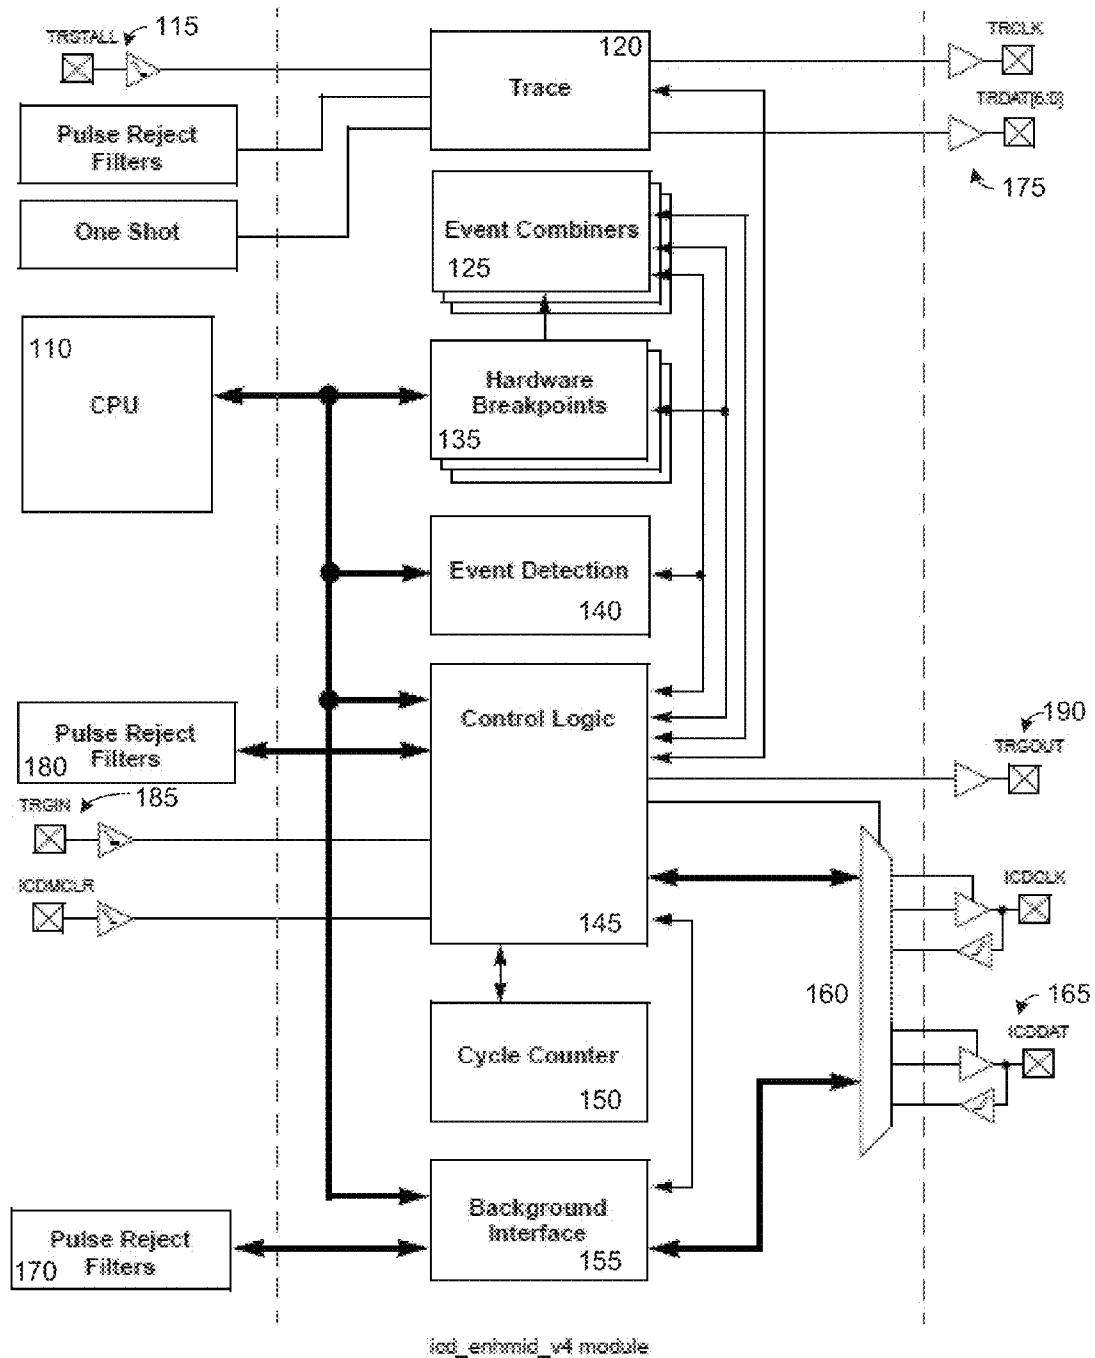 TRSTALL
115
120
Trace
TRCLK
TRDAT[6:0]
175
Pulse Reject
Filters
One Shot
Event Combiners
125
110
CPU
Hardware
Breakpoints
135
Event Detection
140
Control Logic
145
Pulse Reject
Filters
180
190
TRGOUT
TRGIN
185
ICDMCLR
ICDCLK
160
165
ICDDAT
Cycle Counter
150
Background
Interface
155
Pulse Reject
Filters
170
icd_enhmid_v4 module